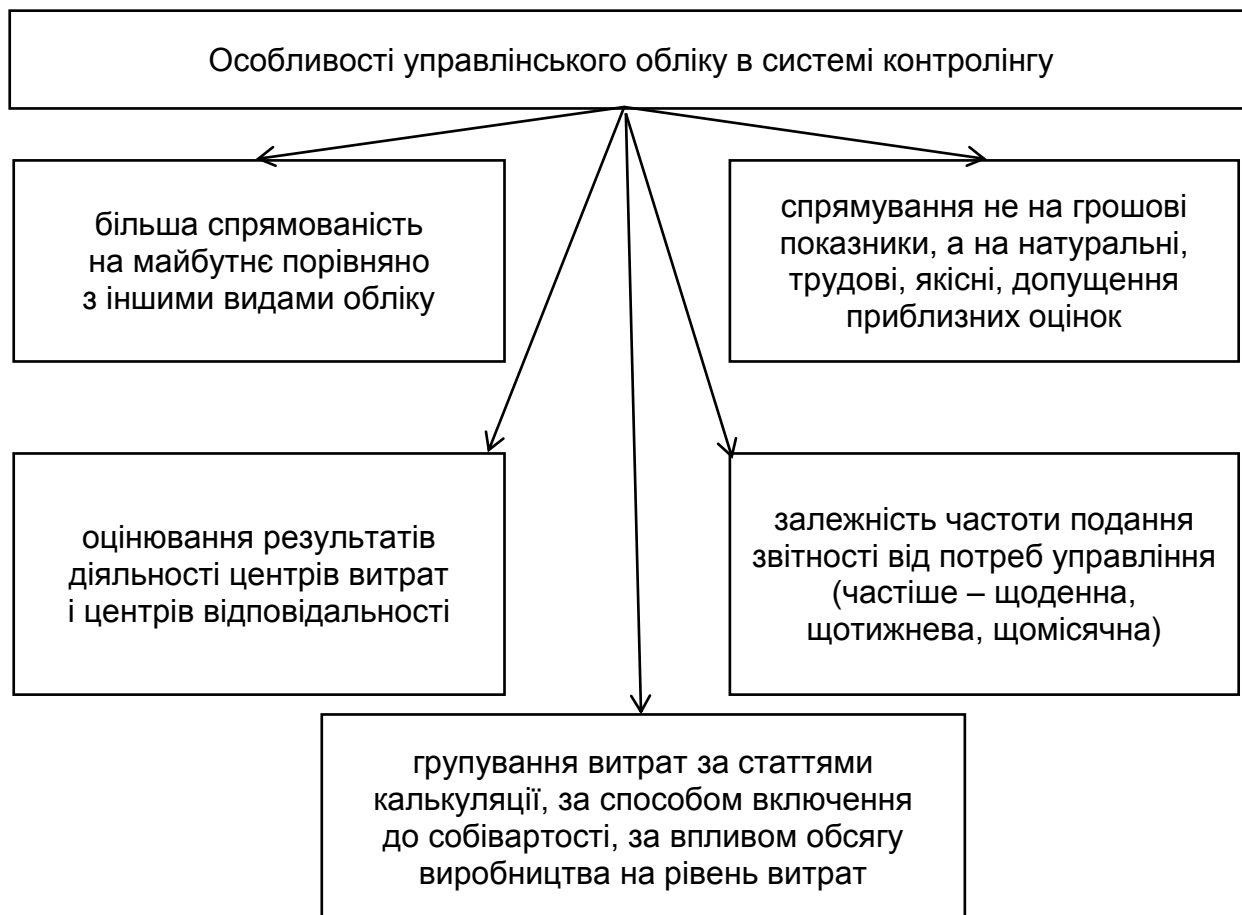 Особливості управлінського обліку в системі контролінгу
більша спрямованість
на майбутнє порівняно
з іншими видами обліку
спрямування не на грошові
показники, а на натуральні,
трудові, якісні, допущення
приблизних оцінок
оцінювання результатів
діяльності центрів витрат
і центрів відповідальності
залежність частоти подання
звітності від потреб управління
(частіше – щоденна,
щотижнева, щомісячна)
групування витрат за статтями
калькуляції, за способом включення
до собівартості, за впливом обсягу
виробництва на рівень витрат